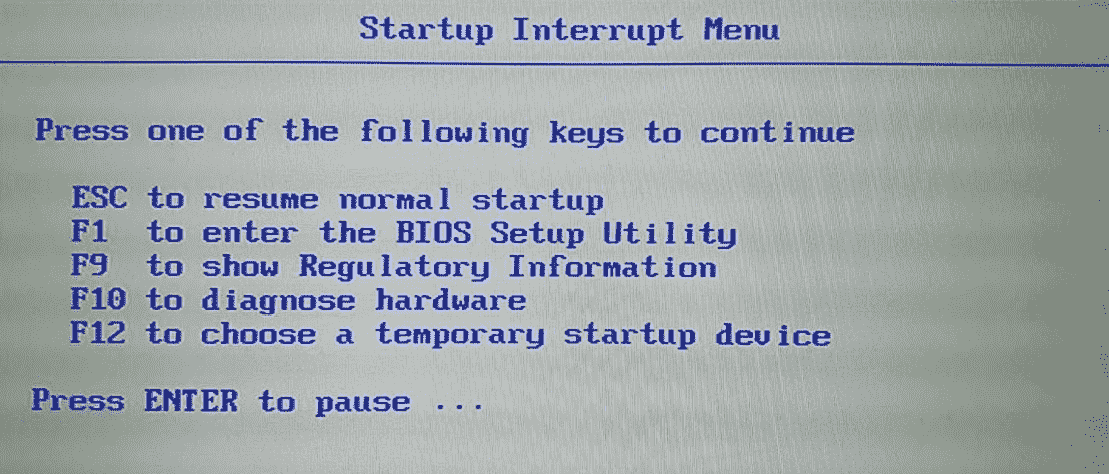 Startup Interrupt Menu
Press one of the following keys to continue
ESC to resume normal startup
F1 to enter the BIOS Setup Utility
F9 to show Regulatory Information
F10 to diagnose hardware
F12 to choose a temporary startup device
Press ENTER to pause ...